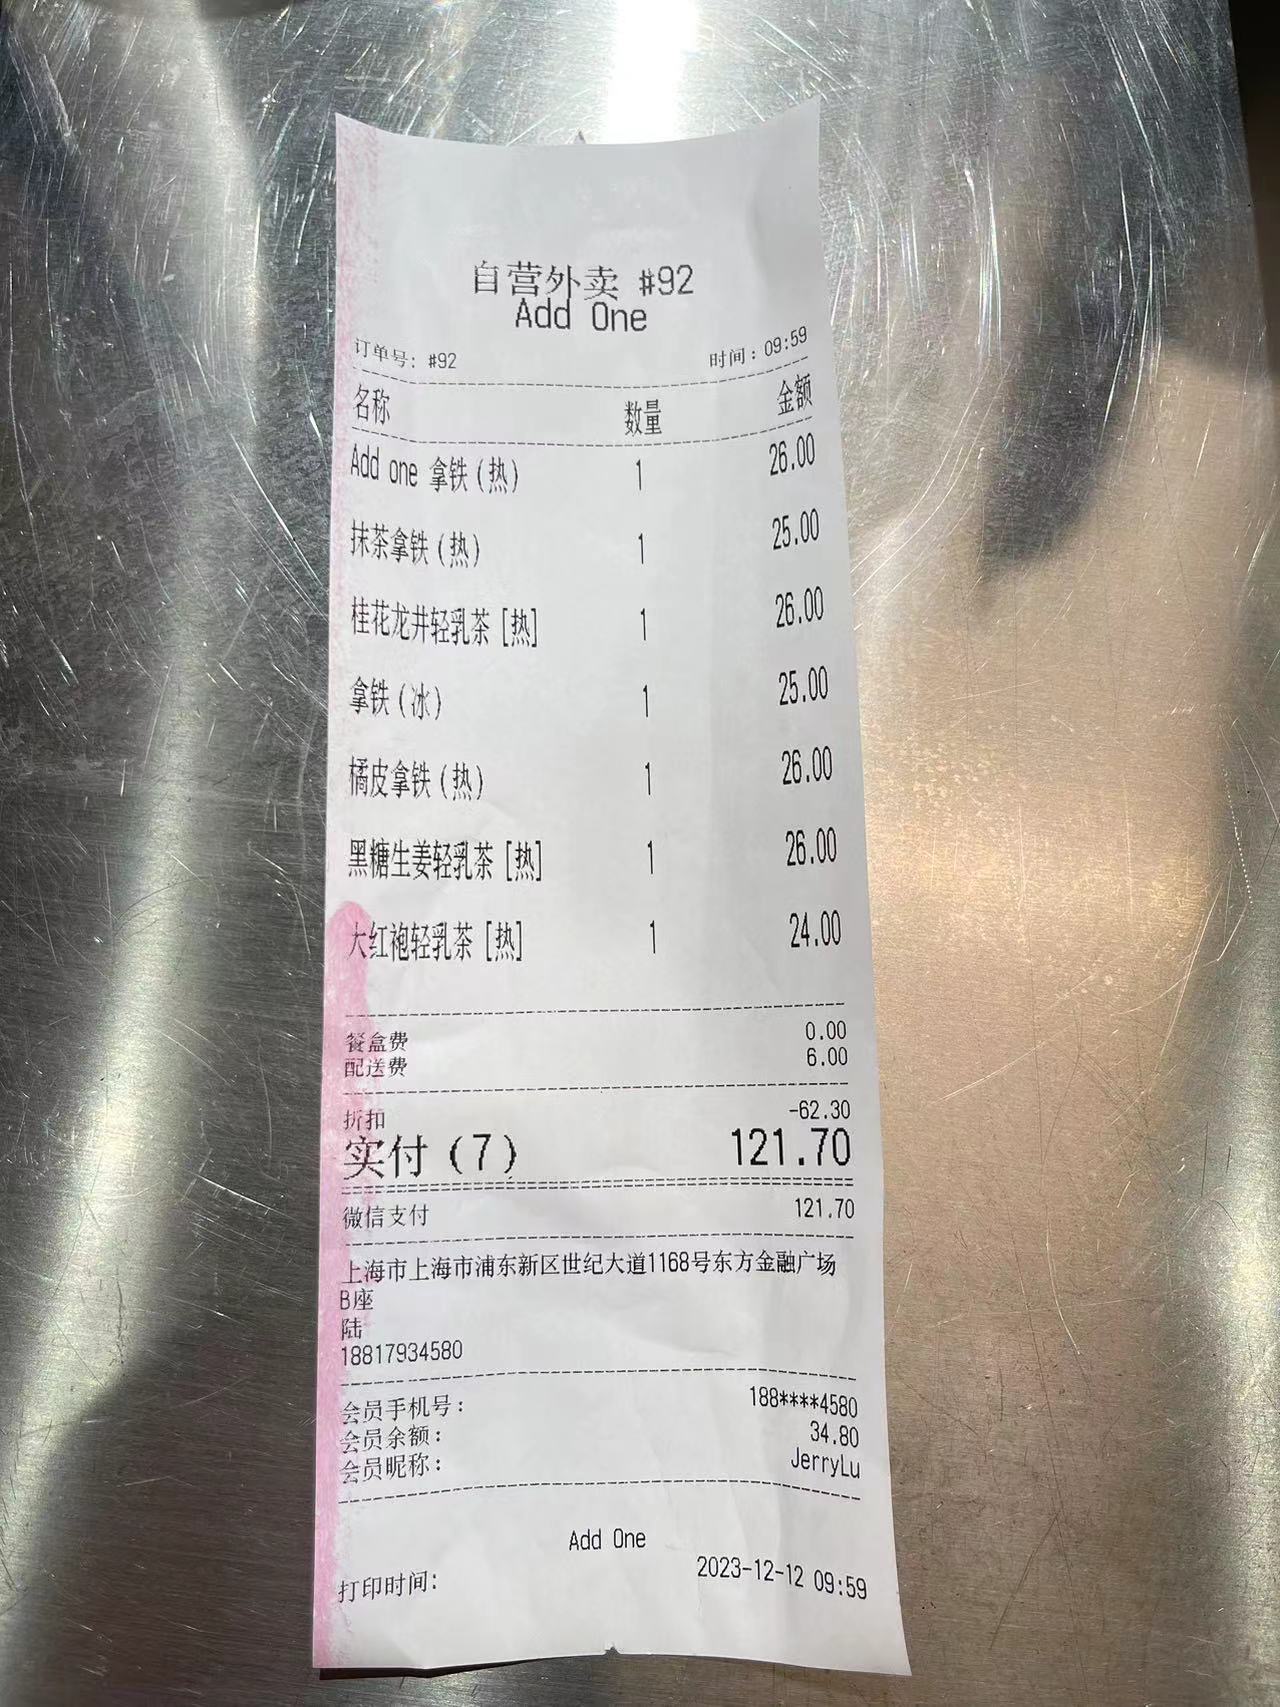 自营外卖 #92
Add One
订单号: #92 时间：09:59
名称 数量 金额
Add one 拿铁(热) 1 26.00
抹茶拿铁(热) 1 25.00
桂花龙井轻乳茶[热] 1 26.00
拿铁(冰) 1 25.00
橘皮拿铁(热) 1 26.00
黑糖生姜轻乳茶[热] 1 26.00
大红袍轻乳茶[热] 1 24.00
餐盒费 0.00
配送费 6.00
折扣 -62.30
实付(7) 121.70
微信支付 121.70
上海市上海市浦东新区世纪大道1168号东方金融广场
B座
陆
18817934580
会员手机号： 188****4580
会员余额： 34.80
会员昵称： JerryLu
Add One
打印时间: 2023-12-12 09:59